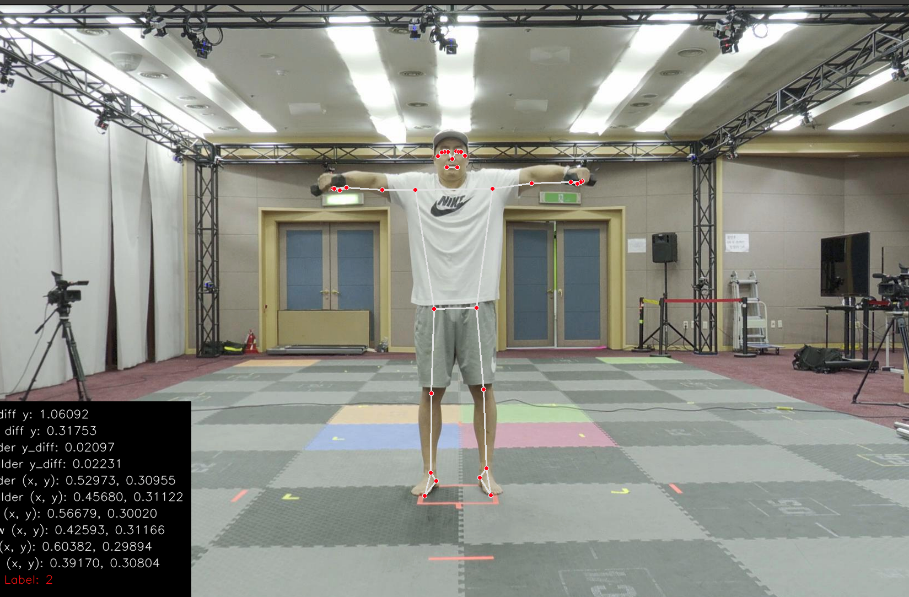 NIKE
diff y: 1.06092
diff y: 0.31753
der y_diff: 0.02097
lder y_diff: 0.02231
der (x, y): 0.52973, 0.30955
lder (x, y): 0.45680, 0.31122
(x, y): 0.56679, 0.30020
w (x, y): 0.42593, 0.31166
(x, y): 0.60382, 0.29894
(x, y): 0.39170, 0.30804
Label: 2